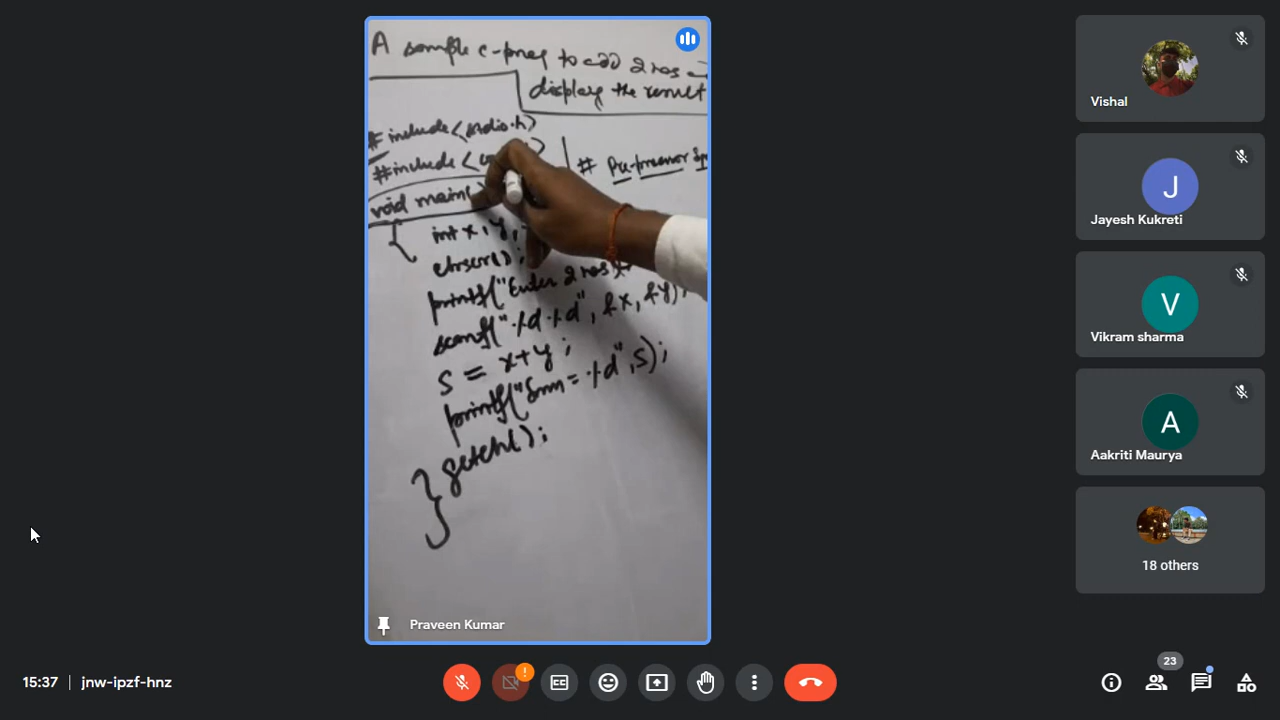 A sample c-prog to add 2 nos
display the result
#include<stdio.h>
#include<
# Pre-processor
void main(
{
int x, y,
clrscr();
printf("Enter 2 nos
scanf("%d%d", &x, &y);
s = x+y;
printf("Sum = %d", s);
getch();
}
Praveen Kumar
Vishal
J
Jayesh Kukreti
V
Vikram sharma
A
Aakriti Maurya
18 others
15:37 | jnw-ipzf-hnz
23